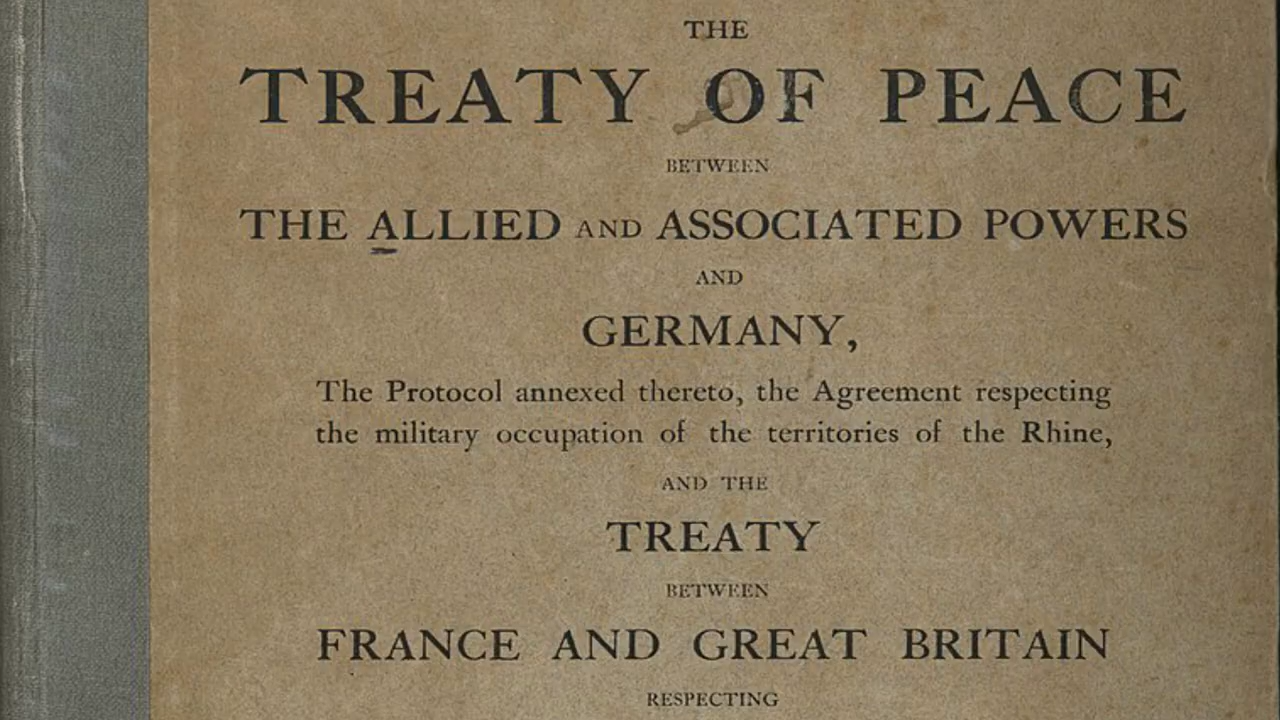 THE
TREATY OF PEACE
BETWEEN
THE ALLIED AND ASSOCIATED POWERS
AND
GERMANY,
The Protocol annexed thereto, the Agreement respecting
the military occupation of the territories of the Rhine,
AND THE
TREATY
BETWEEN
FRANCE AND GREAT BRITAIN
RESPECTING